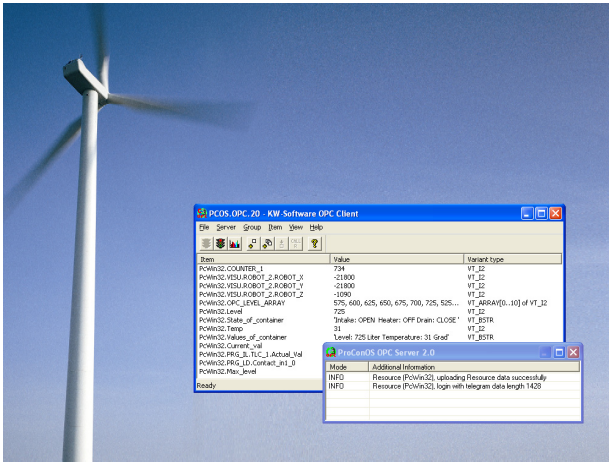 PCOS.OPC.20 - KW-Software OPC Client
File Server Group Item View Help
Item Value Variant type
PcWin32.COUNTER_1 734 VT_I2
PcWin32.VISU.ROBOT_2.ROBOT_X -21800 VT_I2
PcWin32.VISU.ROBOT_2.ROBOT_Y -21800 VT_I2
PcWin32.VISU.ROBOT_2.ROBOT_Z -1090 VT_I2
PcWin32.OPC_LEVEL_ARRAY 575, 600, 625, 650, 675, 700, 725, 525... VT_ARRAY[0..10] of VT_I2
PcWin32.Level 725 VT_I2
PcWin32.State_of_container 'Intake: OPEN Heater: OFF Drain: CLOSE ' VT_BSTR
PcWin32.Temp 31 VT_I2
PcWin32.Values_of_container 'Level: 725 Liter Temperature: 31 Grad' VT_BSTR
PcWin32.Current_val
PcWin32.PRG_IL.TLC_1.Actual_Val
PcWin32.PRG_LD.Contact_in1_0
PcWin32.Max_level
Ready
ProConOS OPC Server 2.0
Mode Additional Information
INFO Resource (PcWin32), uploading Resource data successfully
INFO Resource (PcWin32), login with telegram data length 1428